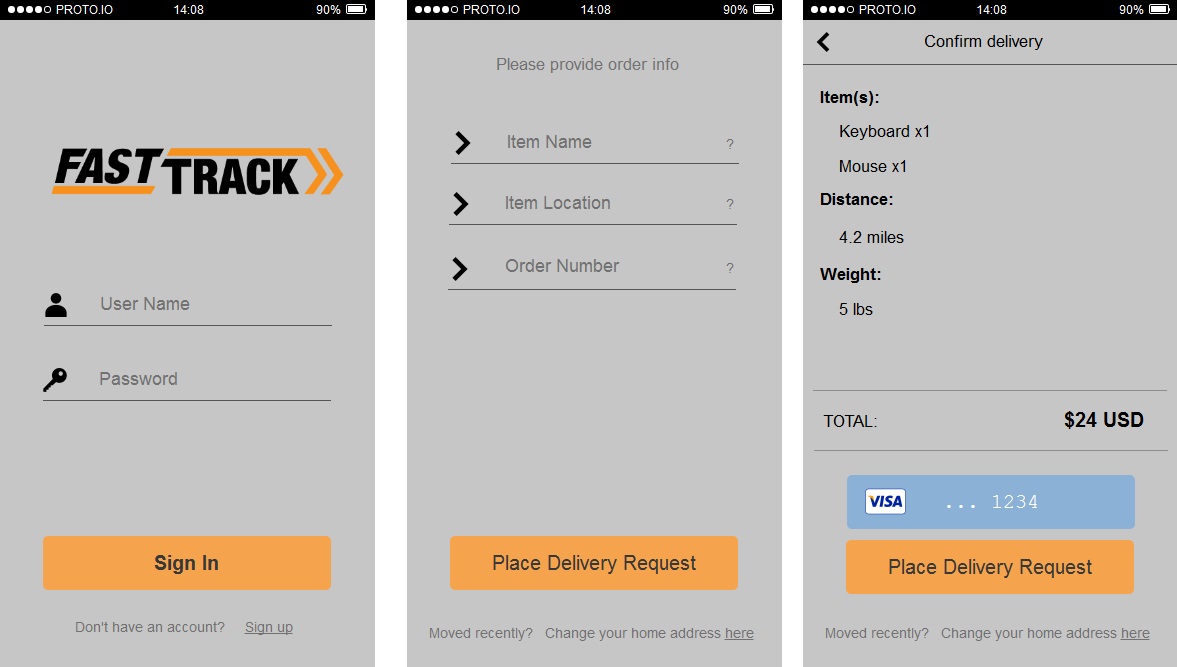 PROTO.IO 14:08 90%
FAST TRACK
User Name
Password
Sign In
Don't have an account? Sign up
PROTO.IO 14:08 90%
Please provide order info
Item Name ?
Item Location ?
Order Number ?
Place Delivery Request
Moved recently? Change your home address here
PROTO.IO 14:08 90%
Confirm delivery
Item(s):
Keyboard x1
Mouse x1
Distance:
4.2 miles
Weight:
5 lbs
TOTAL: $24 USD
VISA ... 1234
Place Delivery Request
Moved recently? Change your home address here